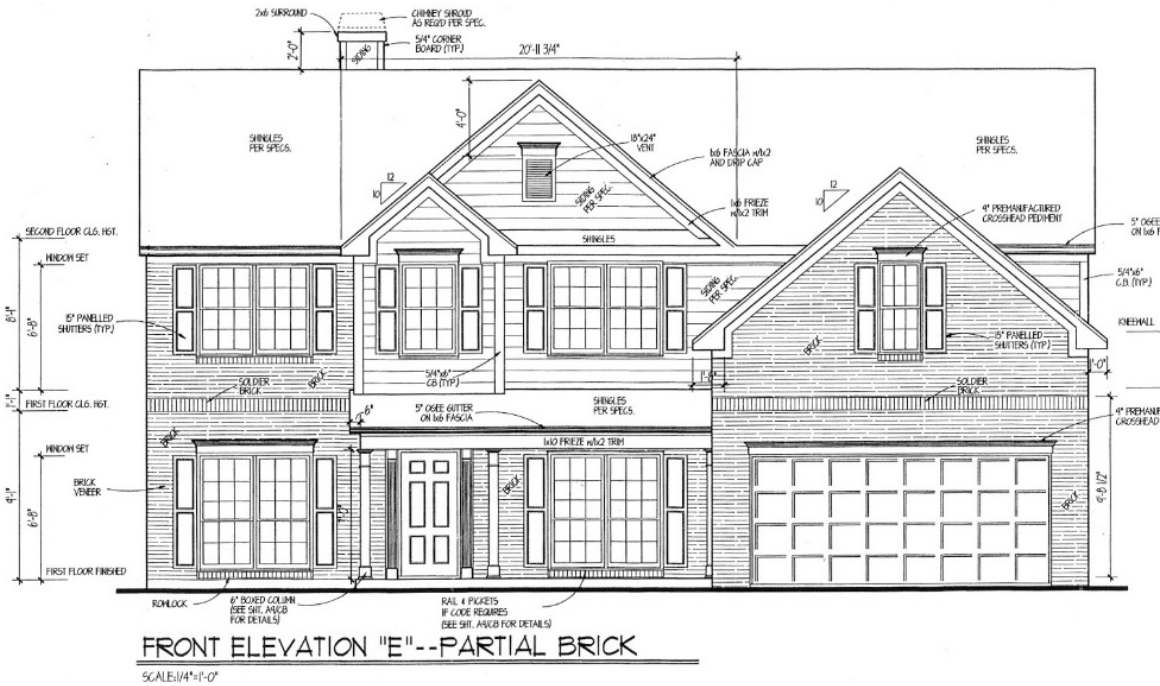 2x6 SURROUND
CHIMNEY SHROUD
AS REQ'D PER SPEC.
5/4" CORNER
BOARD (TYP.)
SIDING
2'-0"
20'-11 3/4"
4'-0"
SHINGLES
PER SPECS.
18"x24"
VENT
1x6 FASCIA w/1x2
AND DRIP CAP
SHINGLES
PER SPECS.
12
10
SIDING
PER SPEC.
12
10
1x6 FRIEZE
w/1x2 TRIM
4" PREMANUFACTURED
CROSSHEAD PEDIMENT
5" OGEE
ON 1x6 F
SECOND FLOOR CLG. HGT.
SHINGLES
WINDOW SET
5/4"x6"
C.B. (TYP.)
SIDING
PER SPEC.
8'-1"
6'-8"
15" PANELLED
SHUTTERS (TYP.)
KNEEWALL
BRICK
15" PANELLED
SHUTTERS (TYP.)
BRICK
5/4"x6"
CB (TYP.)
1'-0"
SOLDIER
BRICK
SOLDIER
BRICK
1'-1"
FIRST FLOOR CLG. HGT.
SHINGLES
PER SPECS.
5" OGEE GUTTER
ON 1x6 FASCIA
4" PREMANUF
CROSSHEAD
BRICK
1x10 FRIEZE w/1x2 TRIM
WINDOW SET
BRICK
VENEER
BRICK
BRICK
9'-1"
6'-8"
9'-8 1/2"
FIRST FLOOR FINISHED
ROWLOCK
6" BOXED COLUMN
(SEE SHT. A9/CB
FOR DETAILS)
RAIL & PICKETS
IF CODE REQUIRES
(SEE SHT. A9/CB FOR DETAILS)
FRONT ELEVATION "E"--PARTIAL BRICK
SCALE:1/4"=1'-0"